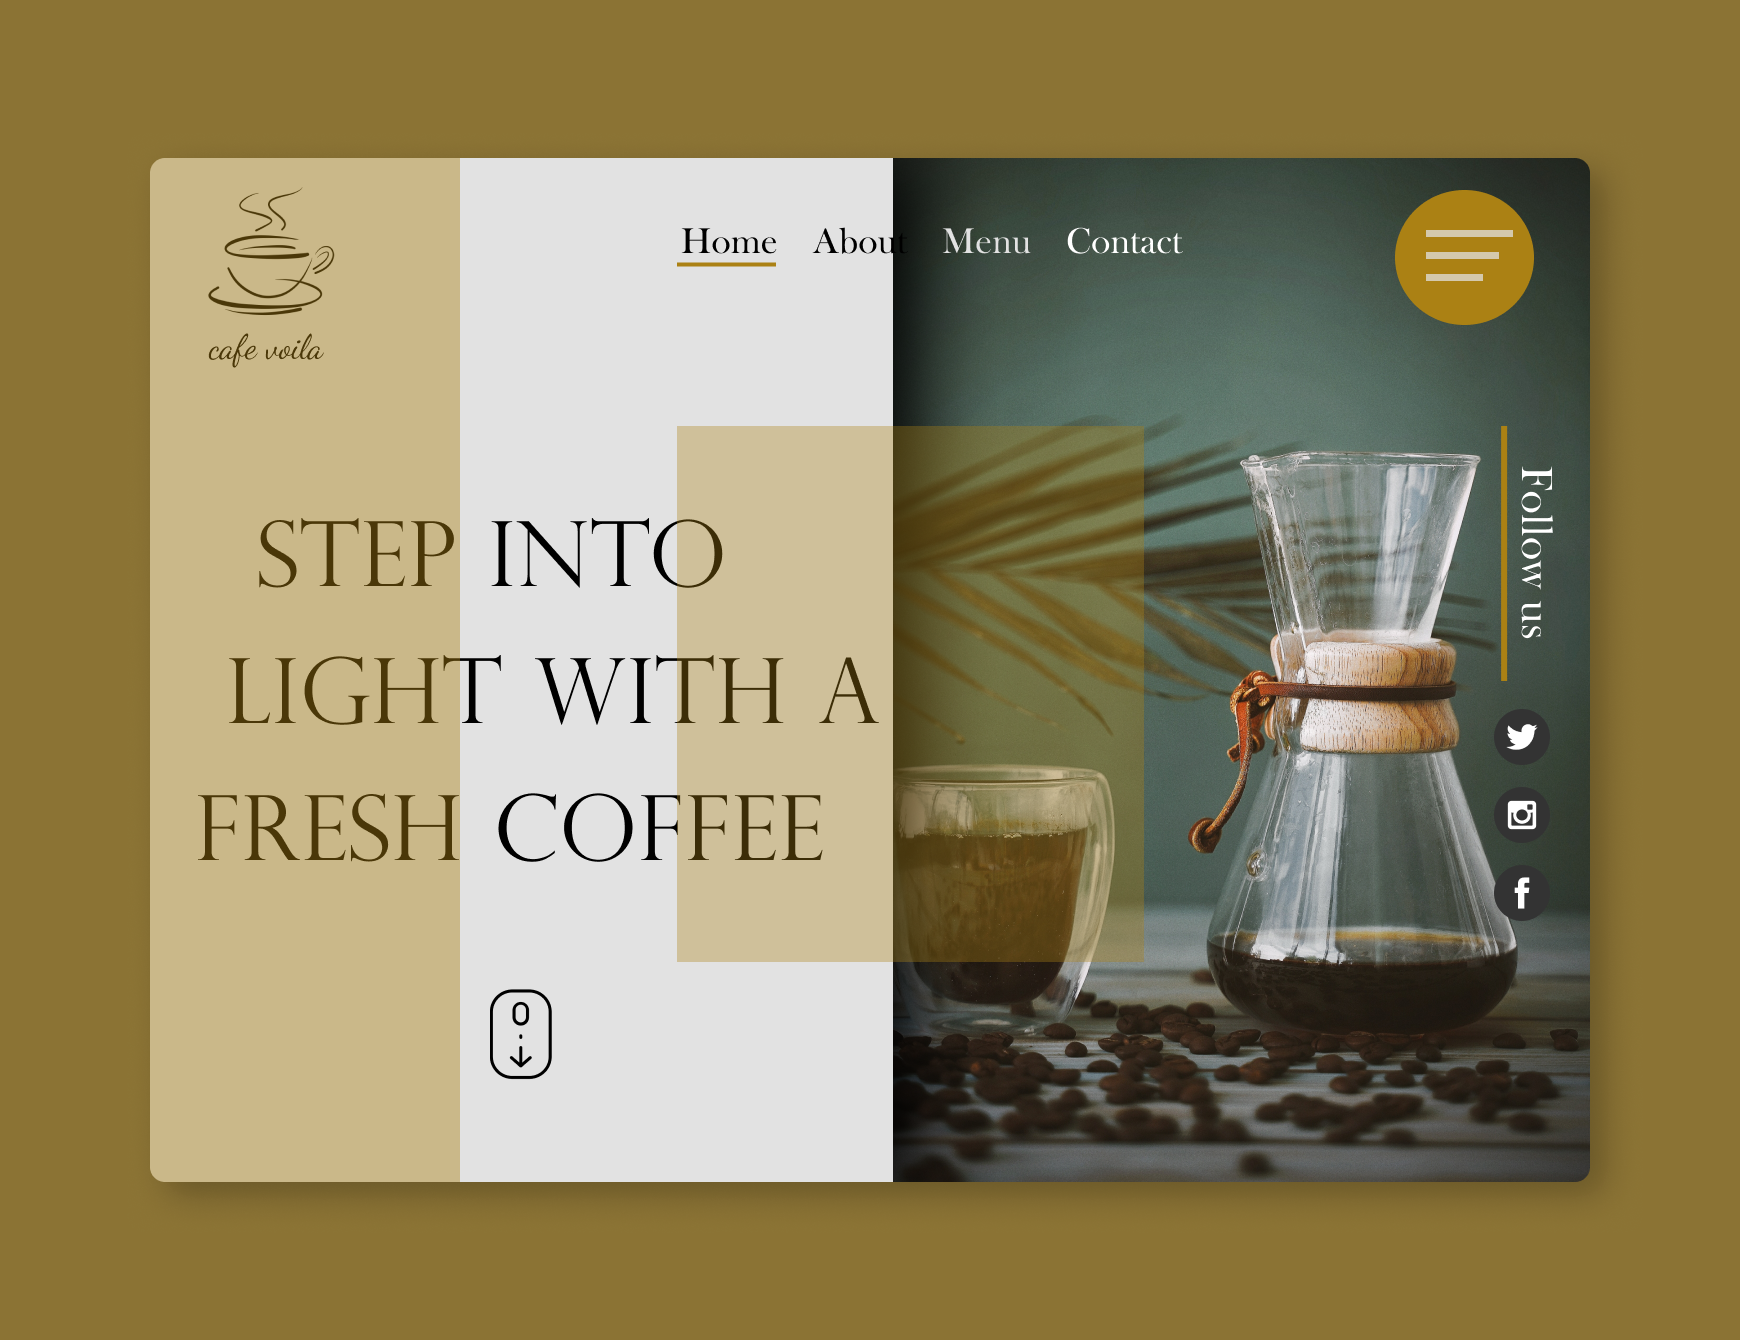 Home About Menu Contact
cafe voila
STEP INTO
LIGHT WITH A
FRESH COFFEE
Follow us